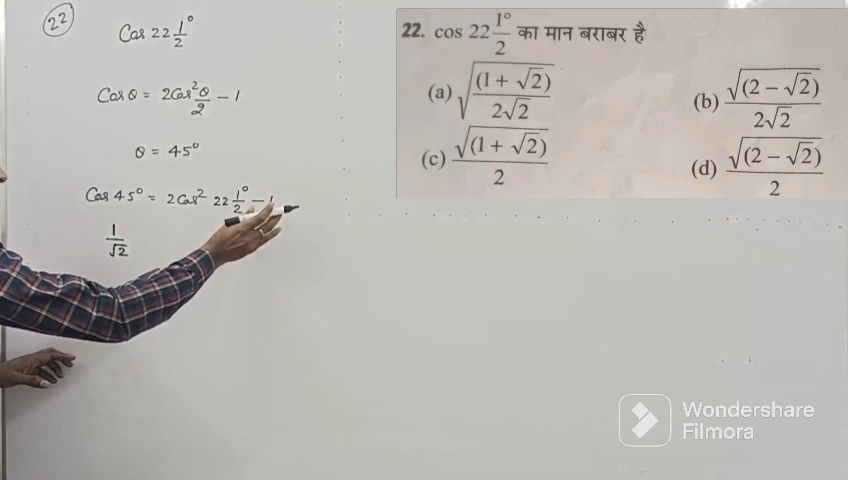 22
Cos 22 1/2°
Cos θ = 2Cos² θ/2 - 1
θ = 45°
Cos 45° = 2Cos² 22 1/2° - 1
1/√2
22. cos 22 1°/2 का मान बराबर है
(a) √((1 + √2)/2√2)
(b) √(2 - √2)/2√2
(c) √(1 + √2)/2
(d) √(2 - √2)/2
Wondershare
Filmora